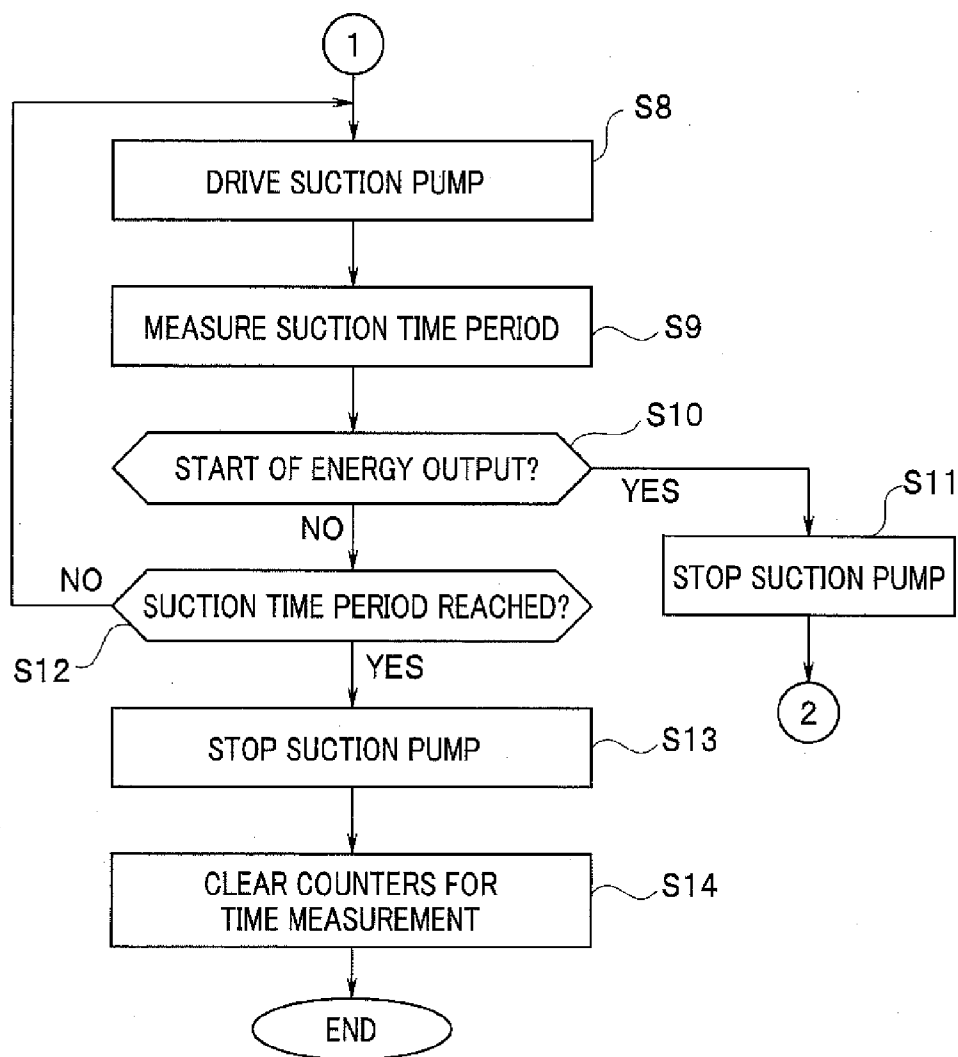 1
S8
DRIVE SUCTION PUMP
MEASURE SUCTION TIME PERIOD
S9
S10
START OF ENERGY OUTPUT?
YES
S11
NO
STOP SUCTION PUMP
NO
SUCTION TIME PERIOD REACHED?
S12
YES
2
STOP SUCTION PUMP
S13
CLEAR COUNTERS FOR
TIME MEASUREMENT
S14
END